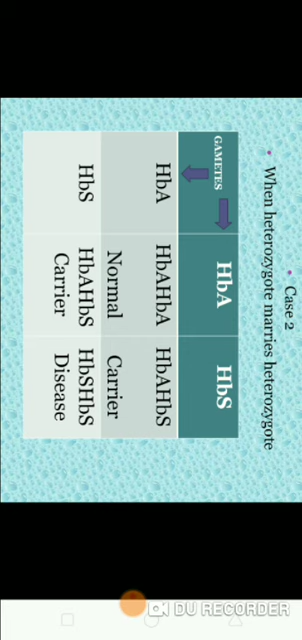 Case 2
• When heterozygote marries heterozygote
GAMETES HbA HbS
HbA HbAHbA HbAHbS
Normal Carrier
HbS HbAHbS HbSHbS
Carrier Disease
DU RECORDER